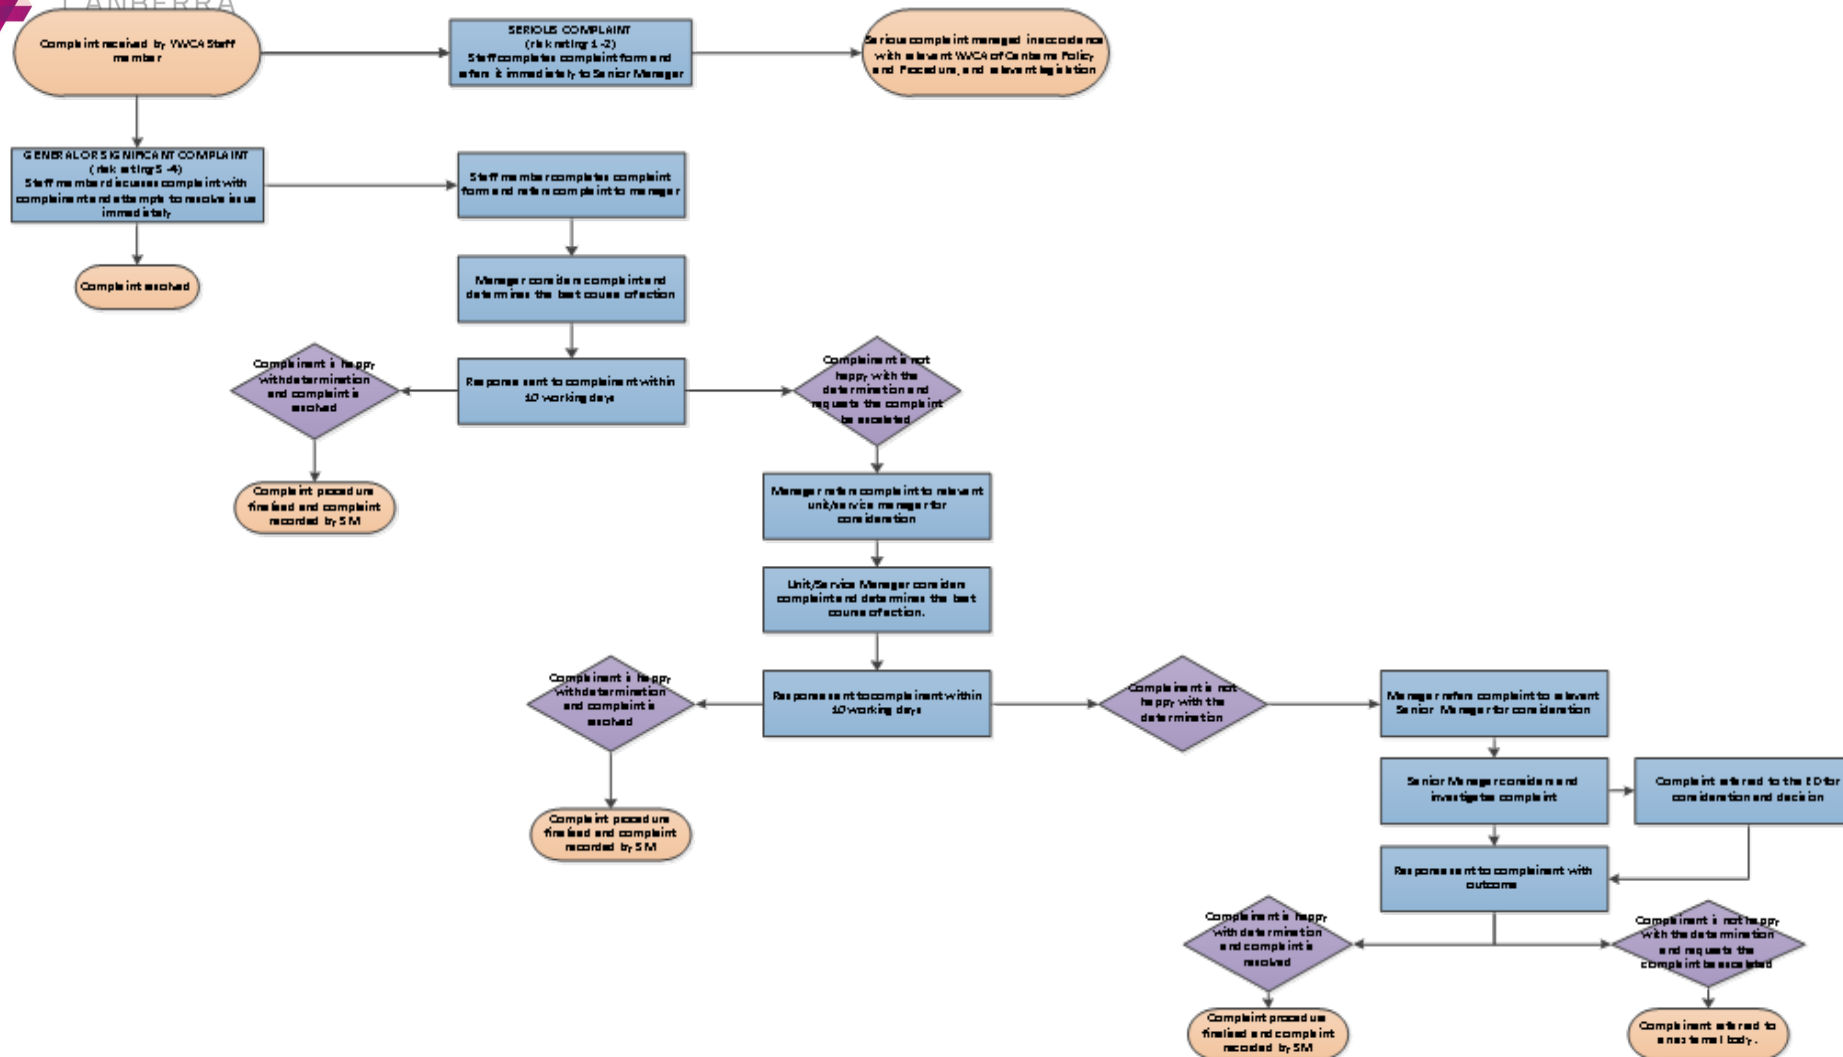 CANBERRA
Complaint received by YWCA Staff
member
SERIOUS COMPLAINT
(risk rating 1-2)
Staff completes complaint form and
refers it immediately to Senior Manager
Serious complaint managed in accordance
with relevant YWCA of Canberra Policy
and Procedure, and relevant legislation
GENERAL OR SIGNIFICANT COMPLAINT
(risk rating 5-4)
Staff member discusses complaint with
complainant and attempts to resolve issue
immediately
Staff member completes complaint
form and refers complaint to manager
Complaint resolved
Manager considers complaint and
determines the best course of action
Response sent to complainant within
10 working days
Complainant is happy
with determination
and complaint is
resolved
Complainant is not
happy with the
determination and
requests the complaint
be escalated
Complaint procedure
finalised and complaint
recorded by SM
Manager refers complaint to relevant
unit/service manager for
consideration
Unit/Service Manager considers
complaint and determines the best
course of action.
Response sent to complainant within
10 working days
Complainant is happy
with determination
and complaint is
resolved
Complainant is not
happy with the
determination
Manager refers complaint to relevant
Senior Manager for consideration
Complaint procedure
finalised and complaint
recorded by SM
Senior Manager considers and
investigates complaint
Complaint referred to the ED for
consideration and decision
Response sent to complainant with
outcome
Complainant is happy
with determination
and complaint is
resolved
Complainant is not happy
with the determination
and requests the
complaint be escalated
Complaint procedure
finalised and complaint
recorded by SM
Complainant referred to
an external body.